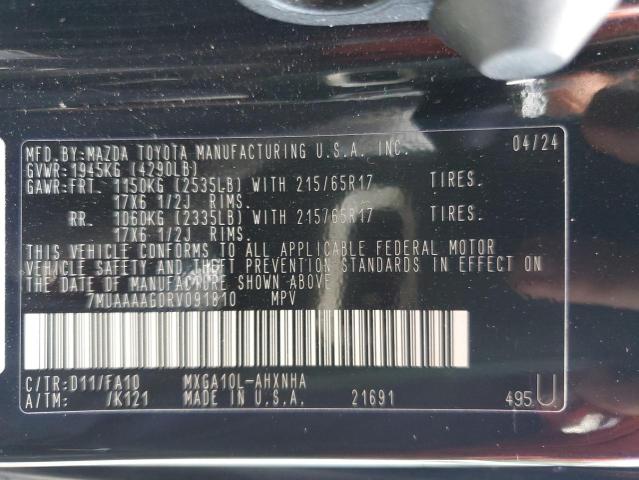 MFD.BY:MAZDA TOYOTA MANUFACTURING U.S.A. INC. 04/24
GVWR:1945KG (4290LB)
GAWR:FRT. 1150KG (2535LB) WITH 215/65R17 TIRES.
17X6 1/2J RIMS.
RR. 1060KG (2335LB) WITH 215/65R17 TIRES.
17X6 1/2J RIMS.
THIS VEHICLE CONFORMS TO ALL APPLICABLE FEDERAL MOTOR
VEHICLE SAFETY AND THEFT PREVENTION STANDARDS IN EFFECT ON
THE DATE OF MANUFACTURE SHOWN ABOVE.
7MUAAAAG0RV091810 MPV
C/TR:D11/FA10 MXGA10L-AHXNHA
A/TM: /K121 MADE IN U.S.A. 21691 495 U